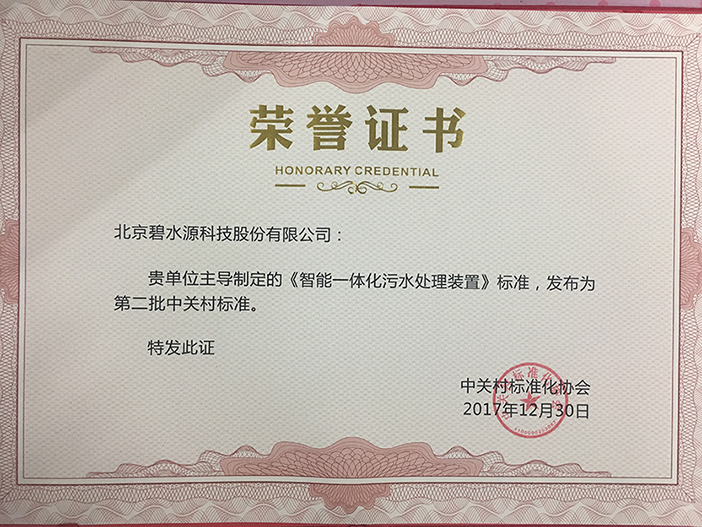 荣誉证书
HONORARY CREDENTIAL
北京碧水源科技股份有限公司：
贵单位主导制定的《智能一体化污水处理装置》标准，发布为
第二批中关村标准。
特发此证
中关村标准化协会
2017年12月30日